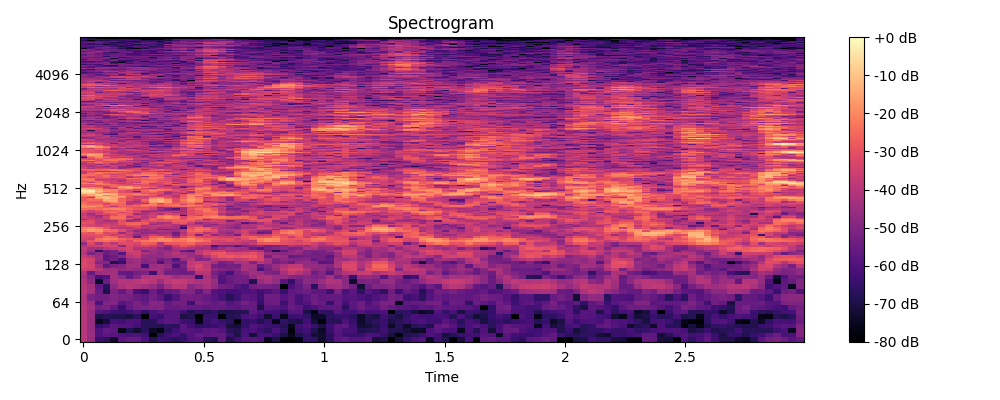 Spectrogram
Hz
4096
2048
1024
512
256
128
64
0
0
0.5
1
1.5
2
2.5
Time
+0 dB
-10 dB
-20 dB
-30 dB
-40 dB
-50 dB
-60 dB
-70 dB
-80 dB